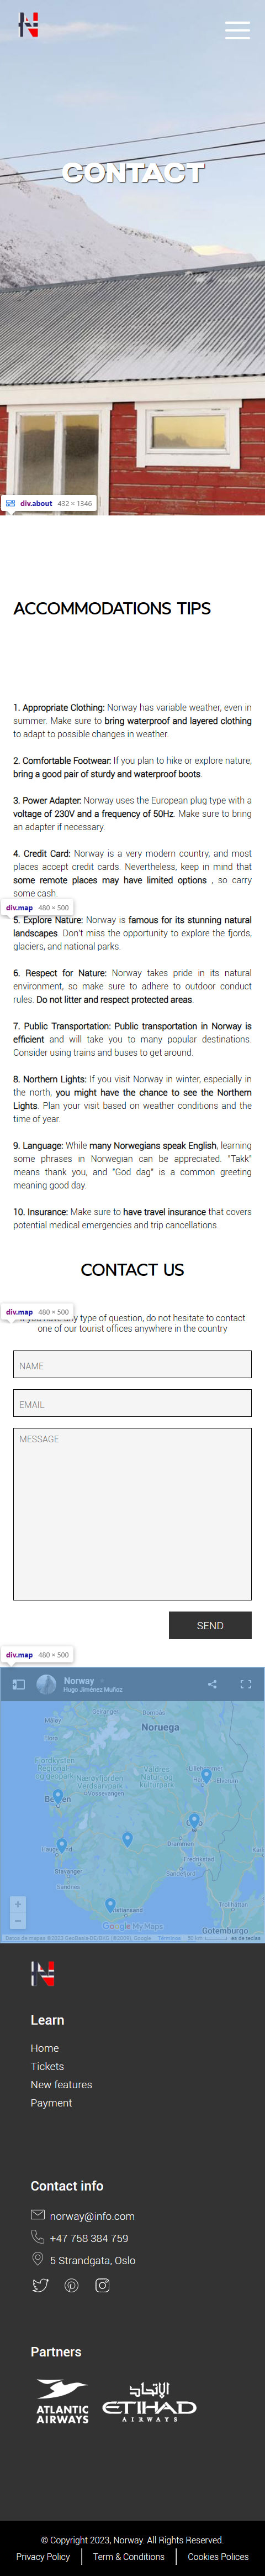 N
CONTACT
div.about 432 × 1346
ACCOMMODATIONS TIPS
1. Appropriate Clothing: Norway has variable weather, even in
summer. Make sure to bring waterproof and layered clothing
to adapt to possible changes in weather.
2. Comfortable Footwear: If you plan to hike or explore nature,
bring a good pair of sturdy and waterproof boots.
3. Power Adapter: Norway uses the European plug type with a
voltage of 230V and a frequency of 50Hz. Make sure to bring
an adapter if necessary.
4. Credit Card: Norway is a very modern country, and most
places accept credit cards. Nevertheless, keep in mind that
some remote places may have limited options , so carry
some cash.
div.map 480 × 500
5. Explore Nature: Norway is famous for its stunning natural
landscapes. Don't miss the opportunity to explore the fjords,
glaciers, and national parks.
6. Respect for Nature: Norway takes pride in its natural
environment, so make sure to adhere to outdoor conduct
rules. Do not litter and respect protected areas.
7. Public Transportation: Public transportation in Norway is
efficient and will take you to many popular destinations.
Consider using trains and buses to get around.
8. Northern Lights: If you visit Norway in winter, especially in
the north, you might have the chance to see the Northern
Lights. Plan your visit based on weather conditions and the
time of year.
9. Language: While many Norwegians speak English, learning
some phrases in Norwegian can be appreciated. "Takk"
means thank you, and "God dag" is a common greeting
meaning good day.
10. Insurance: Make sure to have travel insurance that covers
potential medical emergencies and trip cancellations.
CONTACT US
div.map 480 × 500
any type of question, do not hesitate to contact
one of our tourist offices anywhere in the country
NAME
EMAIL
MESSAGE
SEND
div.map 480 × 500
Norway
Hugo Jiménez Muñoz
Noruega
Stavanger
Drammen
Fredrikstad
Gotemburgo
Google My Maps
N
Learn
Home
Tickets
New features
Payment
Contact info
norway@info.com
+47 758 384 759
5 Strandgata, Oslo
Partners
ATLANTIC
AIRWAYS
الإتحاد
ETIHAD
AIRWAYS
© Copyright 2023, Norway. All Rights Reserved.
Privacy Policy
Term & Conditions
Cookies Polices